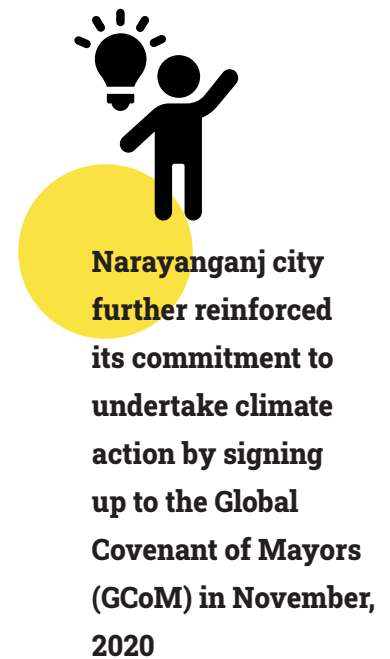 Narayanganj city
further reinforced
its commitment to
undertake climate
action by signing
up to the Global
Covenant of Mayors
(GCoM) in November,
2020